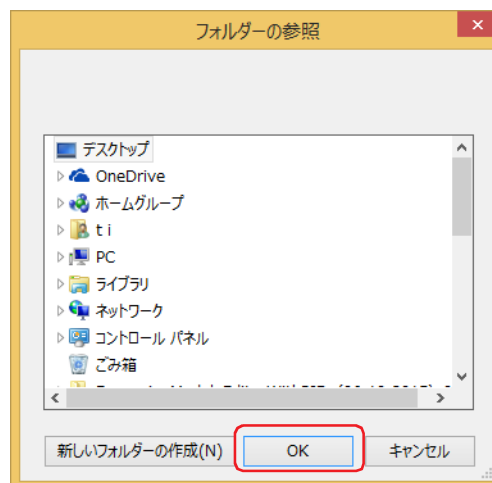 フォルダーの参照
デスクトップ
OneDrive
ホームグループ
t i
PC
ライブラリ
ネットワーク
コントロール パネル
ごみ箱
新しいフォルダーの作成(N)
OK
キャンセル